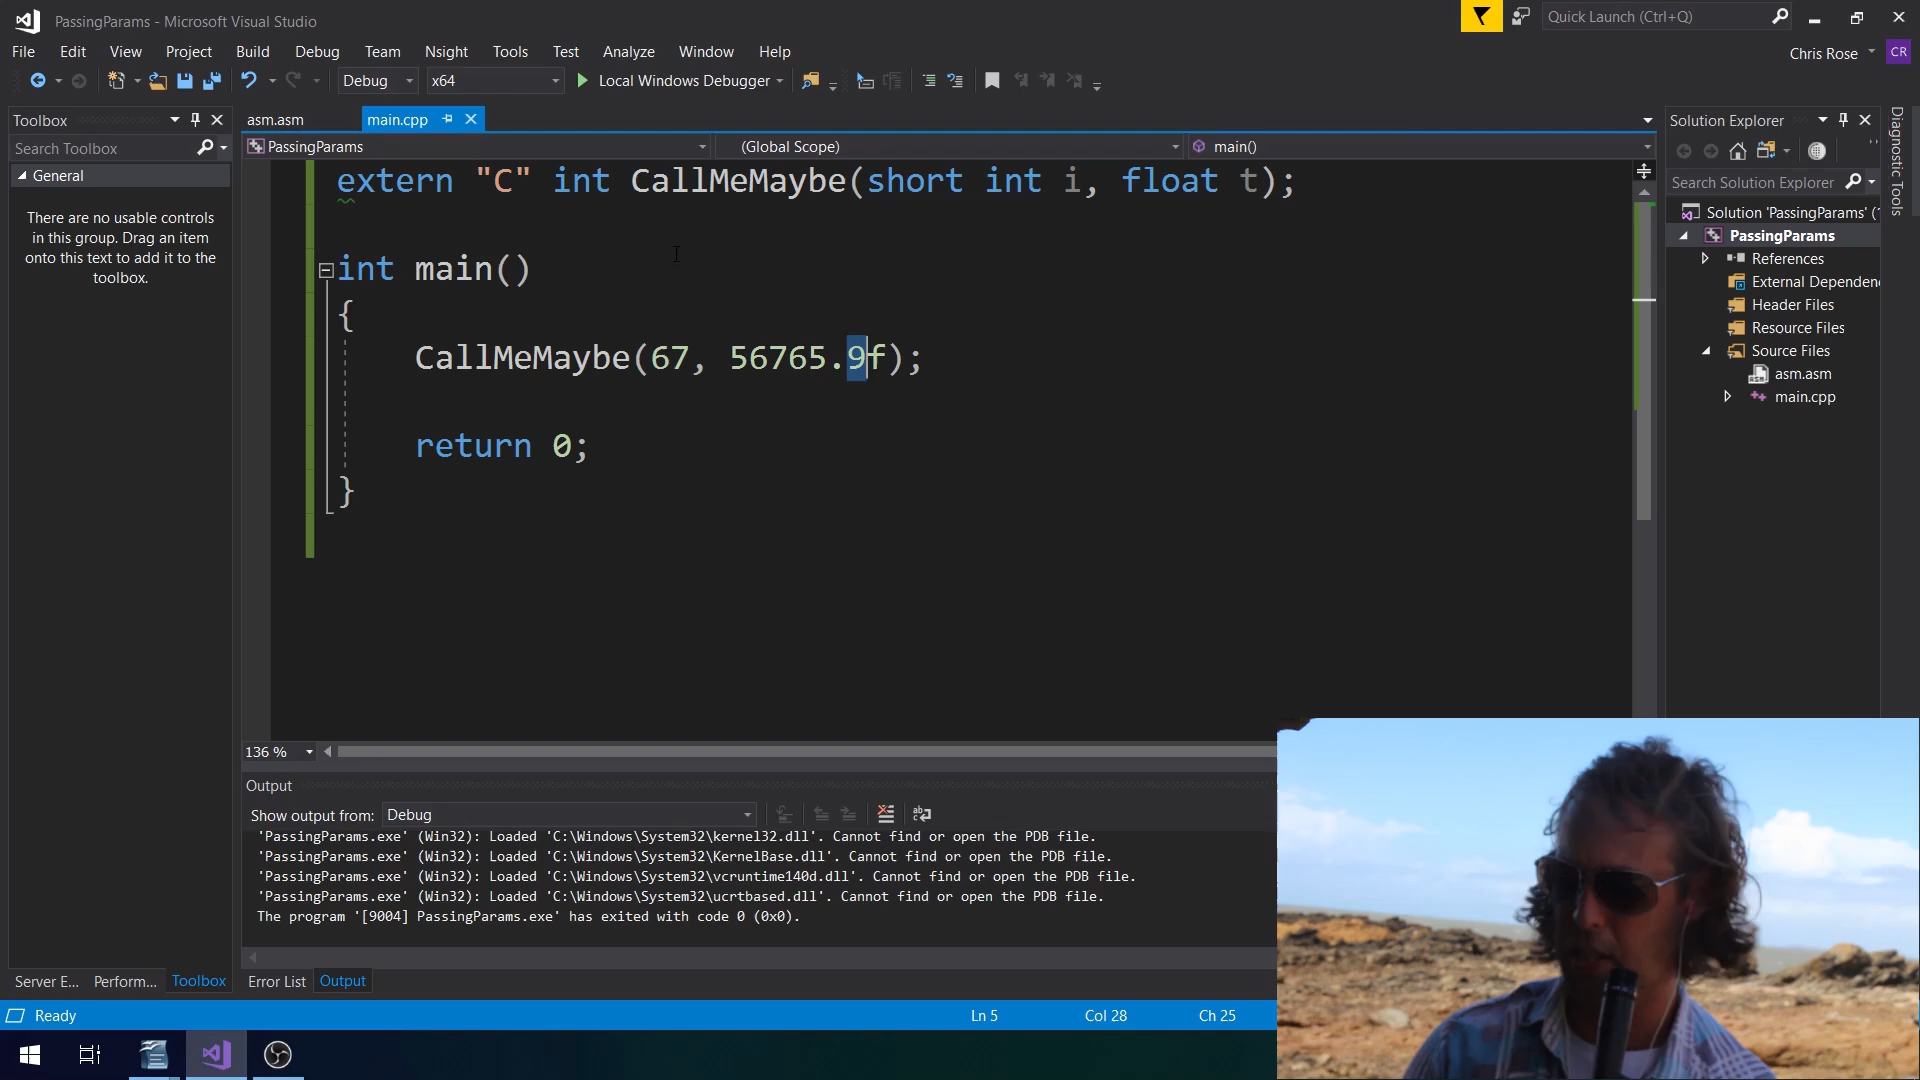 PassingParams - Microsoft Visual Studio
Quick Launch (Ctrl+Q)
File Edit View Project Build Debug Team Nsight Tools Test Analyze Window Help
Chris Rose CR
Debug x64 Local Windows Debugger
Toolbox
asm.asm main.cpp
Solution Explorer
Diagnostic Tools
Search Toolbox
PassingParams (Global Scope) main()
General
Search Solution Explorer
There are no usable controls
in this group. Drag an item
onto this text to add it to the
toolbox.
extern "C" int CallMeMaybe(short int i, float t);
int main()
{
CallMeMaybe(67, 56765.9f);
return 0;
}
Solution 'PassingParams' (
PassingParams
References
External Dependen
Header Files
Resource Files
Source Files
asm.asm
main.cpp
136 %
Output
Show output from: Debug
'PassingParams.exe' (Win32): Loaded 'C:\Windows\System32\kernel32.dll'. Cannot find or open the PDB file.
'PassingParams.exe' (Win32): Loaded 'C:\Windows\System32\KernelBase.dll'. Cannot find or open the PDB file.
'PassingParams.exe' (Win32): Loaded 'C:\Windows\System32\vcruntime140d.dll'. Cannot find or open the PDB file.
'PassingParams.exe' (Win32): Loaded 'C:\Windows\System32\ucrtbased.dll'. Cannot find or open the PDB file.
The program '[9004] PassingParams.exe' has exited with code 0 (0x0).
Server E... Perform... Toolbox
Error List Output
Ready Ln 5 Col 28 Ch 25